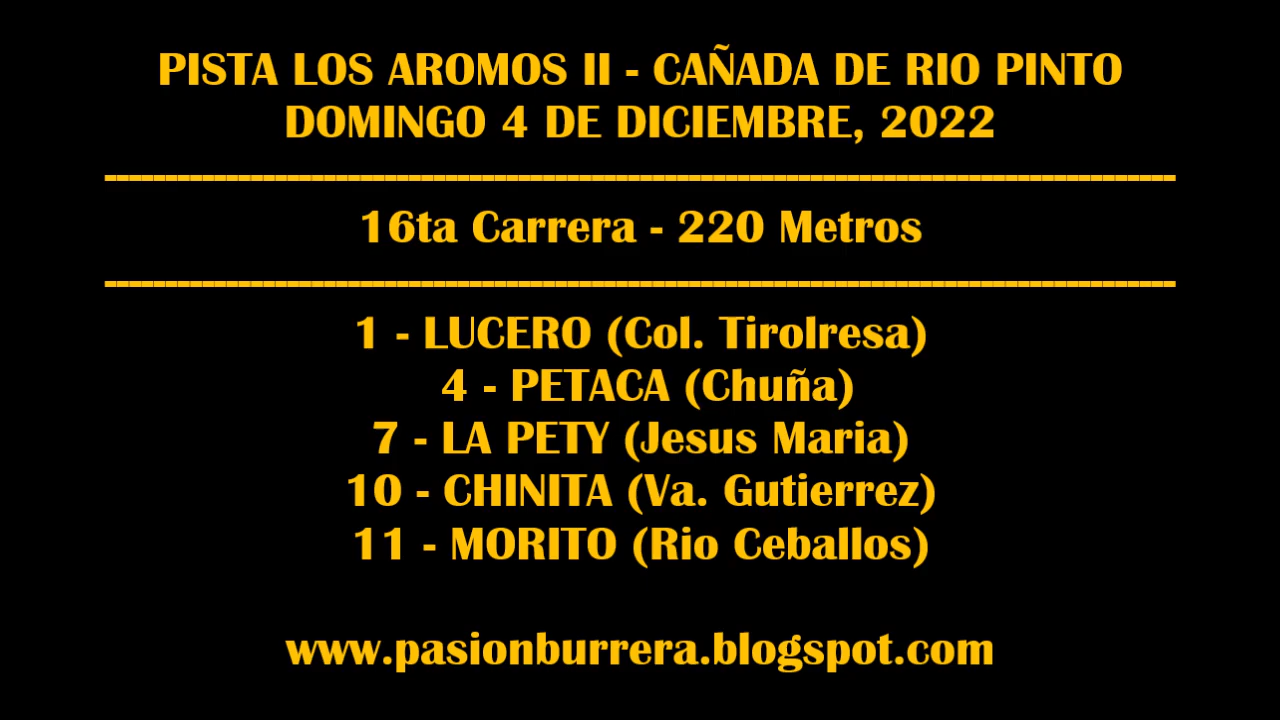 PISTA LOS AROMOS II - CAÑADA DE RIO PINTO
DOMINGO 4 DE DICIEMBRE, 2022
16ta Carrera - 220 Metros
1 - LUCERO (Col. Tirolresa)
4 - PETACA (Chuña)
7 - LA PETY (Jesus Maria)
10 - CHINITA (Va. Gutierrez)
11 - MORITO (Rio Ceballos)
www.pasionburrera.blogspot.com